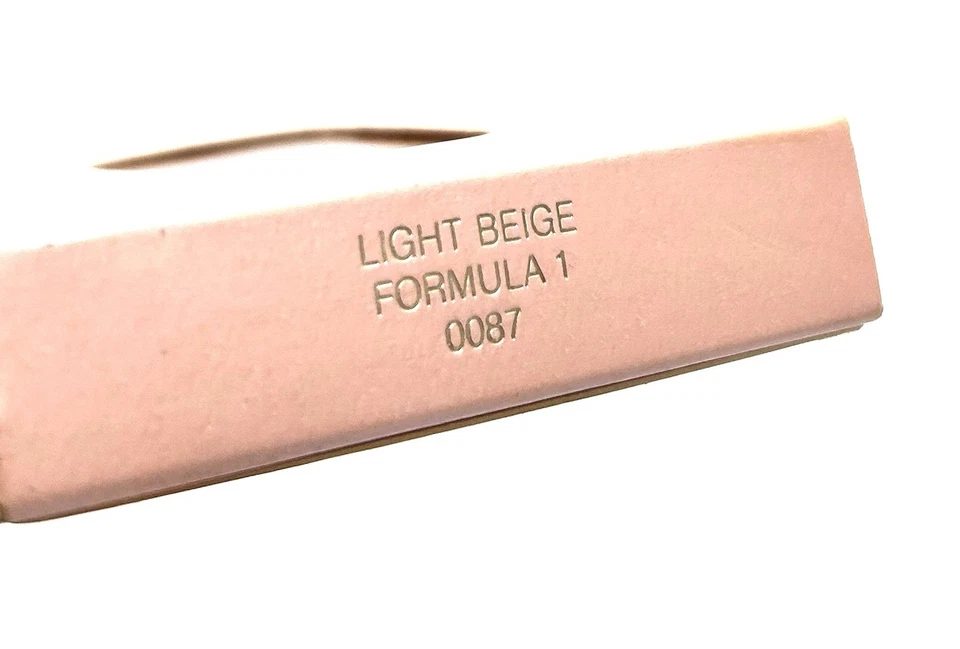 LIGHT BEIGE
FORMULA 1
0087